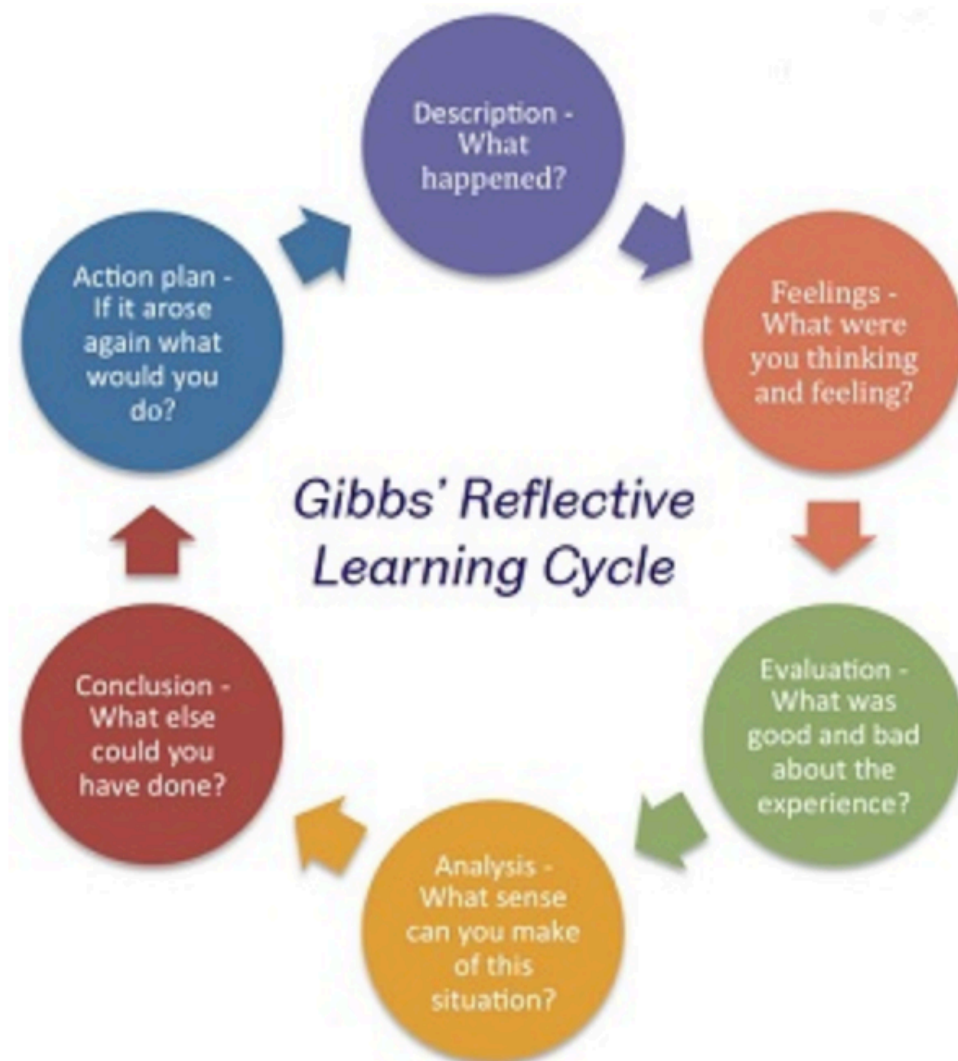 Description -
What
happened?
Feelings -
What were
you thinking
and feeling?
Evaluation -
What was
good and bad
about the
experience?
Analysis -
What sense
can you make
of this
situation?
Conclusion -
What else
could you
have done?
Action plan -
If it arose
again what
would you
do?
Gibbs' Reflective
Learning Cycle